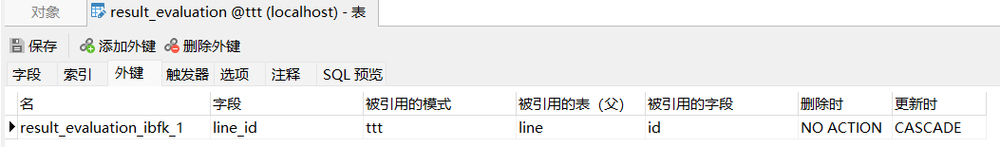 对象 result_evaluation @ttt (localhost) - 表
保存 添加外键 删除外键
字段 索引 外键 触发器 选项 注释 SQL 预览
名 字段 被引用的模式 被引用的表（父） 被引用的字段 删除时 更新时
result_evaluation_ibfk_1 line_id ttt line id NO ACTION CASCADE